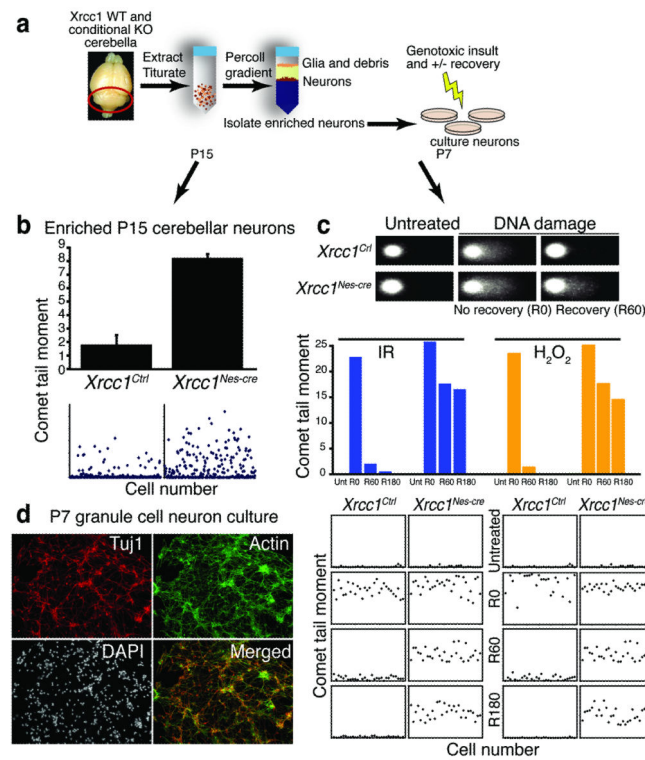 a
Xrcc1 WT and
conditional KO
cerebella
Extract
Titurate
Percoll
gradient
Glia and debris
Neurons
Isolate enriched neurons
Genotoxic insult
and +/- recovery
culture neurons
P7
P15
b
Enriched P15 cerebellar neurons
Comet tail moment
9
8
7
6
5
4
3
2
1
Xrcc1Ctrl
Xrcc1Nes-cre
Cell number
c
Untreated
DNA damage
Xrcc1Crl
Xrcc1Nes-cre
No recovery (R0) Recovery (R60)
Comet tail moment
25
20
15
10
5
0
IR
H2O2
Unt R0 R60 R180 Unt R0 R60 R180 Unt R0 R60 R180 Unt R0 R60 R180
Xrcc1Ctrl Xrcc1Nes-cre Xrcc1Ctrl Xrcc1Nes-cre
Comet tail moment
Untreated
R0
R60
R180
Cell number
d
P7 granule cell neuron culture
Tuj1
Actin
DAPI
Merged